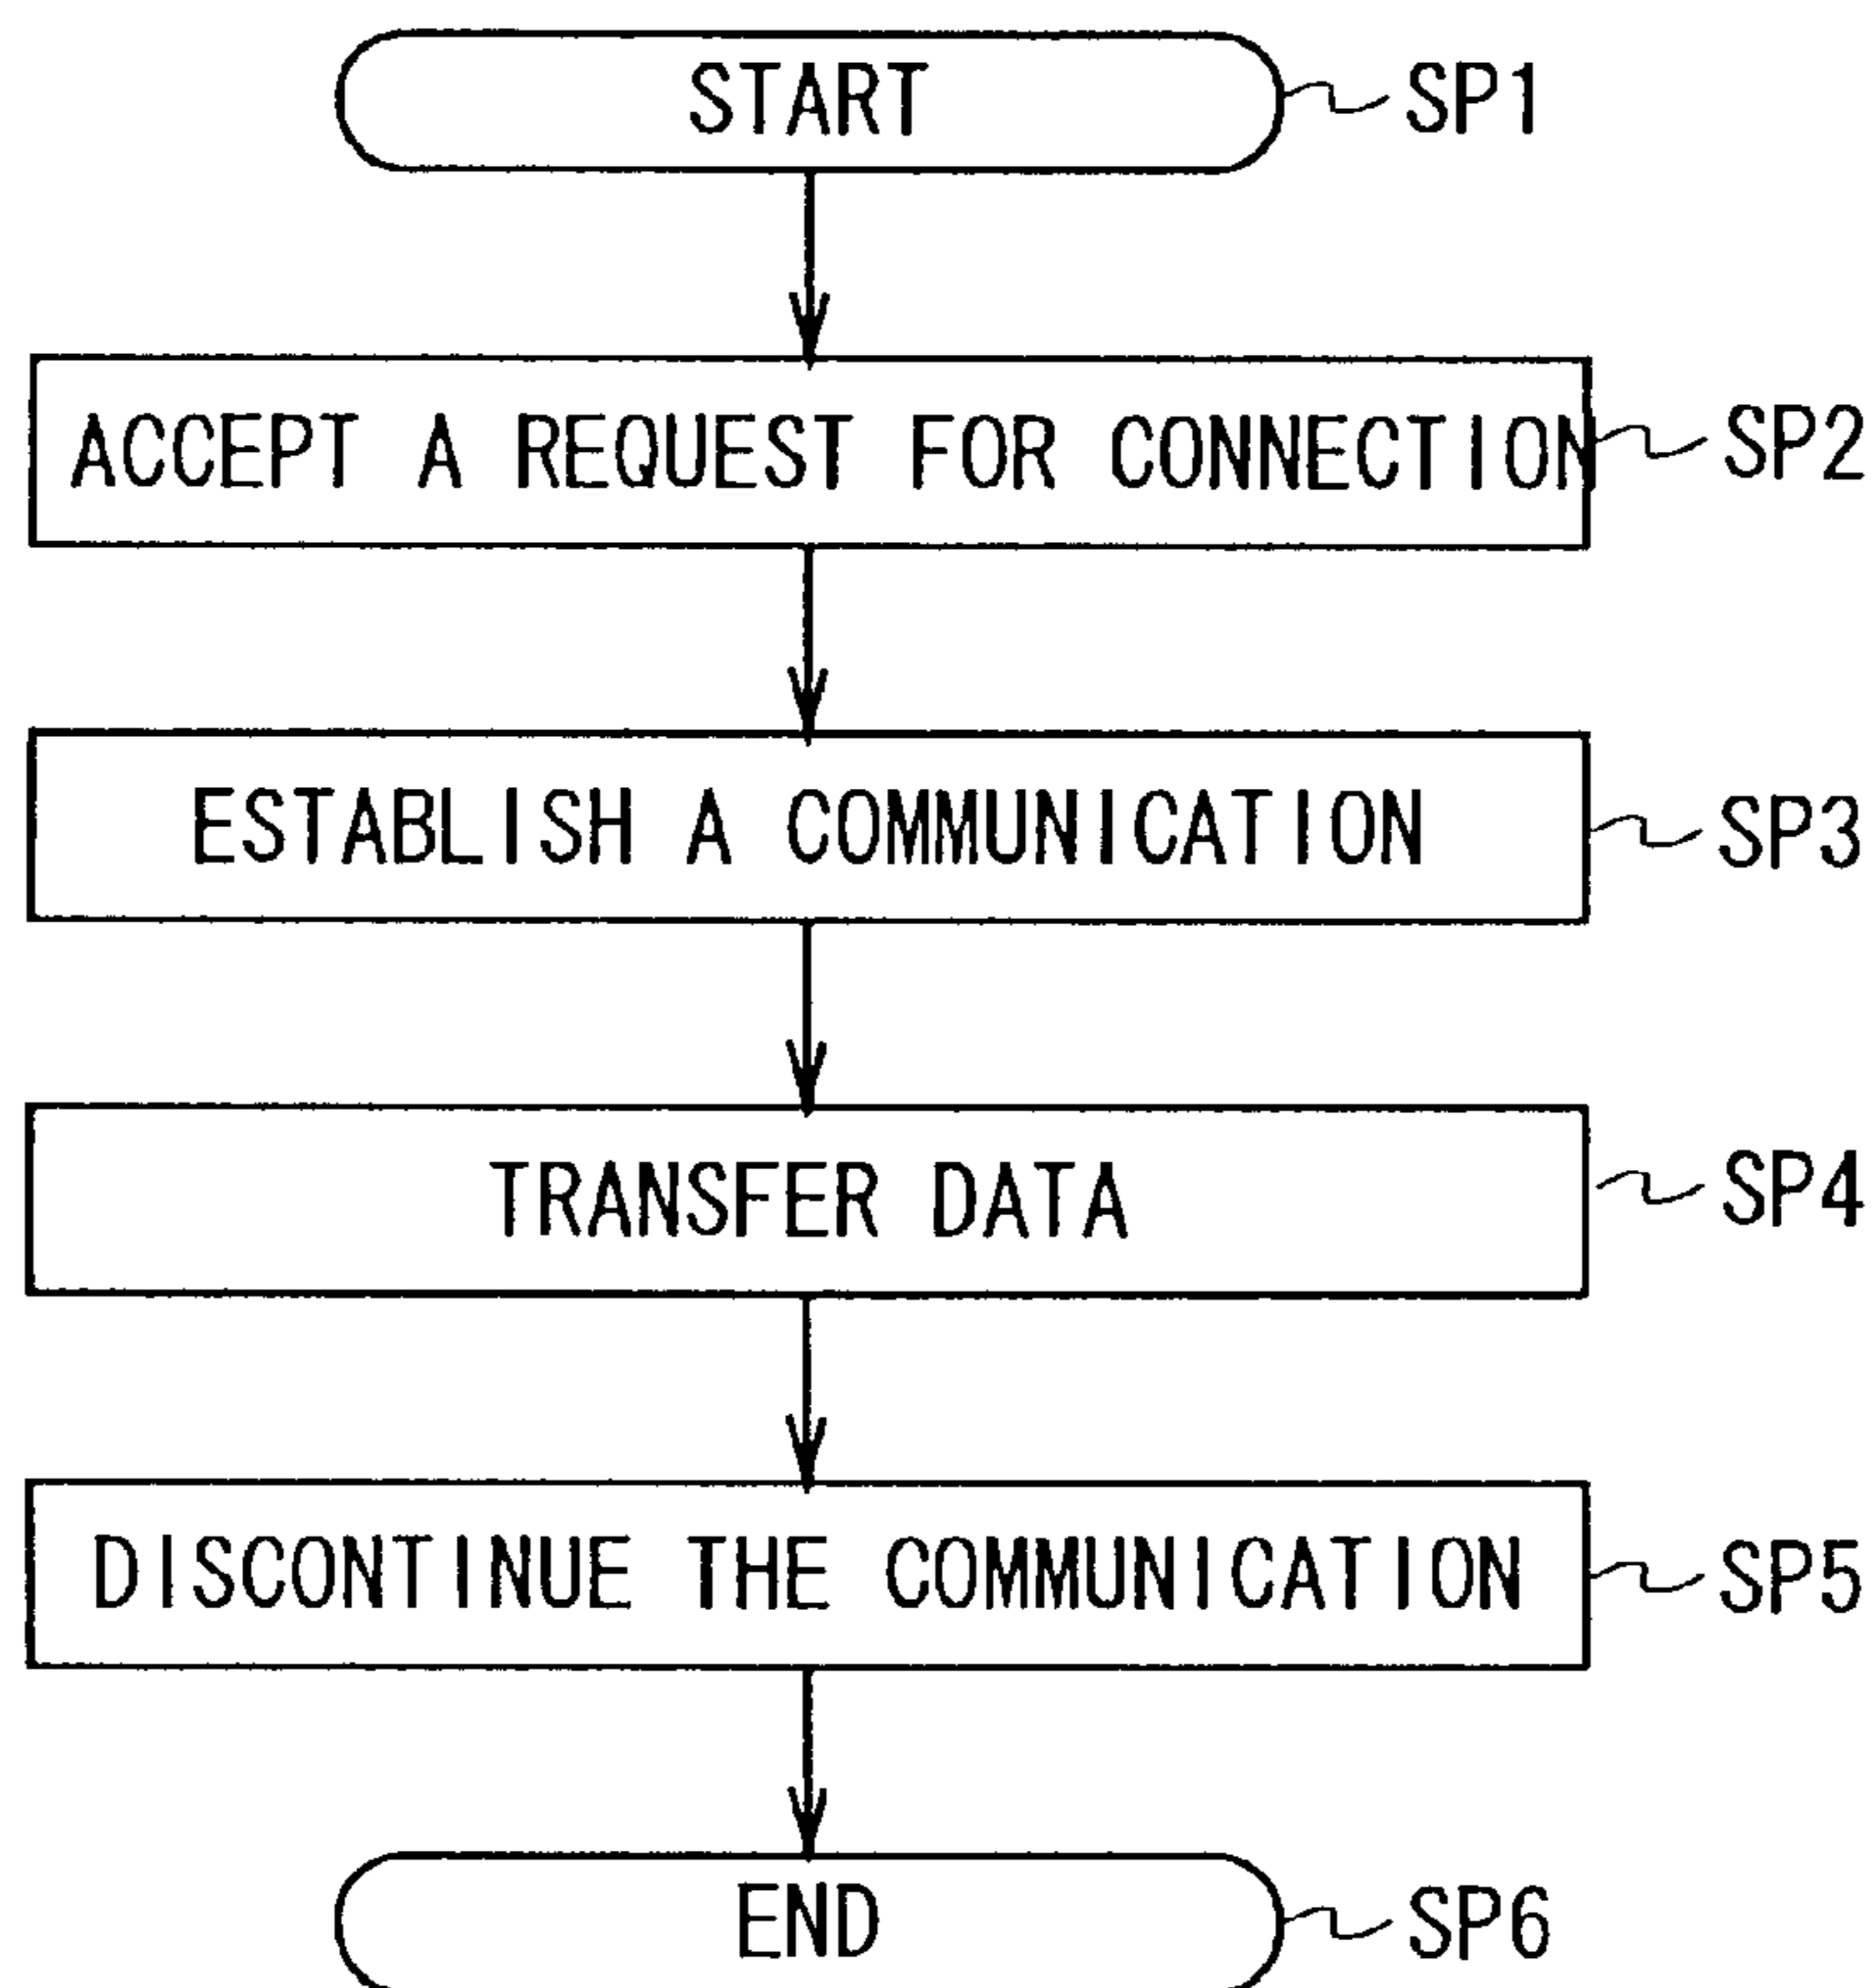 START SP1
ACCEPT A REQUEST FOR CONNECTION SP2
ESTABLISH A COMMUNICATION SP3
TRANSFER DATA SP4
DISCONTINUE THE COMMUNICATION SP5
END SP6